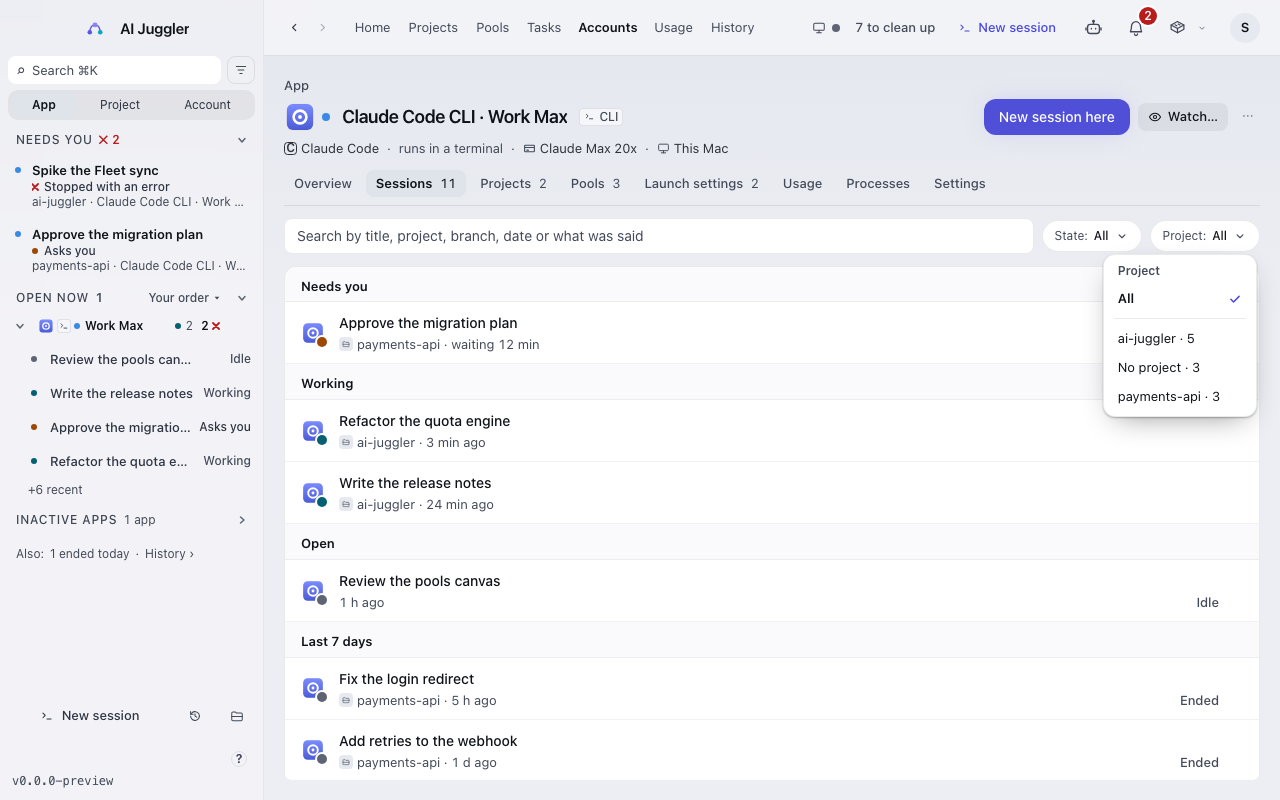 AI Juggler
Search ⌘K
App Project Account
NEEDS YOU 2
Spike the Fleet sync
Stopped with an error
ai-juggler · Claude Code CLI · Work ...
Approve the migration plan
Asks you
payments-api · Claude Code CLI · W...
OPEN NOW 1 Your order
Work Max 2 2
Review the pools can... Idle
Write the release notes Working
Approve the migratio... Asks you
Refactor the quota e... Working
+6 recent
INACTIVE APPS 1 app
Also: 1 ended today · History ›
New session
?
v0.0.0-preview
Home Projects Pools Tasks Accounts Usage History
7 to clean up
New session
2
S
App
Claude Code CLI · Work Max
CLI
New session here
Watch...
Claude Code · runs in a terminal · Claude Max 20x · This Mac
Overview Sessions 11 Projects 2 Pools 3 Launch settings 2 Usage Processes Settings
Search by title, project, branch, date or what was said
State: All
Project: All
Project
All
ai-juggler · 5
No project · 3
payments-api · 3
Needs you
Approve the migration plan
payments-api · waiting 12 min
Working
Refactor the quota engine
ai-juggler · 3 min ago
Write the release notes
ai-juggler · 24 min ago
Open
Review the pools canvas
1 h ago Idle
Last 7 days
Fix the login redirect
payments-api · 5 h ago Ended
Add retries to the webhook
payments-api · 1 d ago Ended